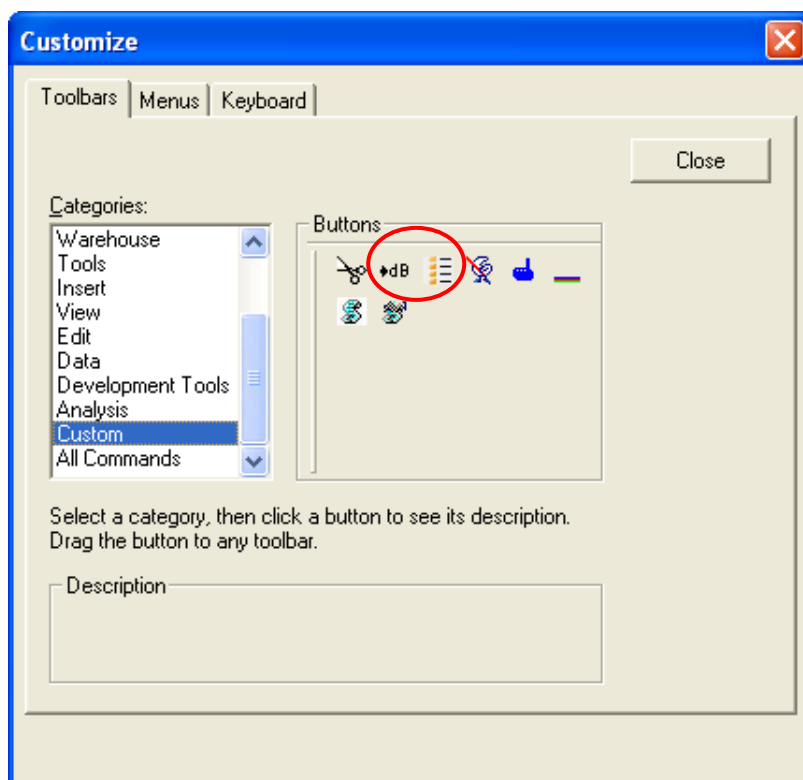 Customize
Toolbars Menus Keyboard
Close
Categories:
Warehouse
Tools
Insert
View
Edit
Data
Development Tools
Analysis
Custom
All Commands
Buttons
dB
Select a category, then click a button to see its description.
Drag the button to any toolbar.
Description